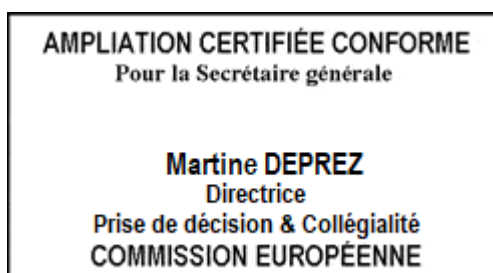 AMPLIATION CERTIFIÉE CONFORME
Pour la Secrétaire générale
Martine DEPREZ
Directrice
Prise de décision & Collégialité
COMMISSION EUROPÉENNE